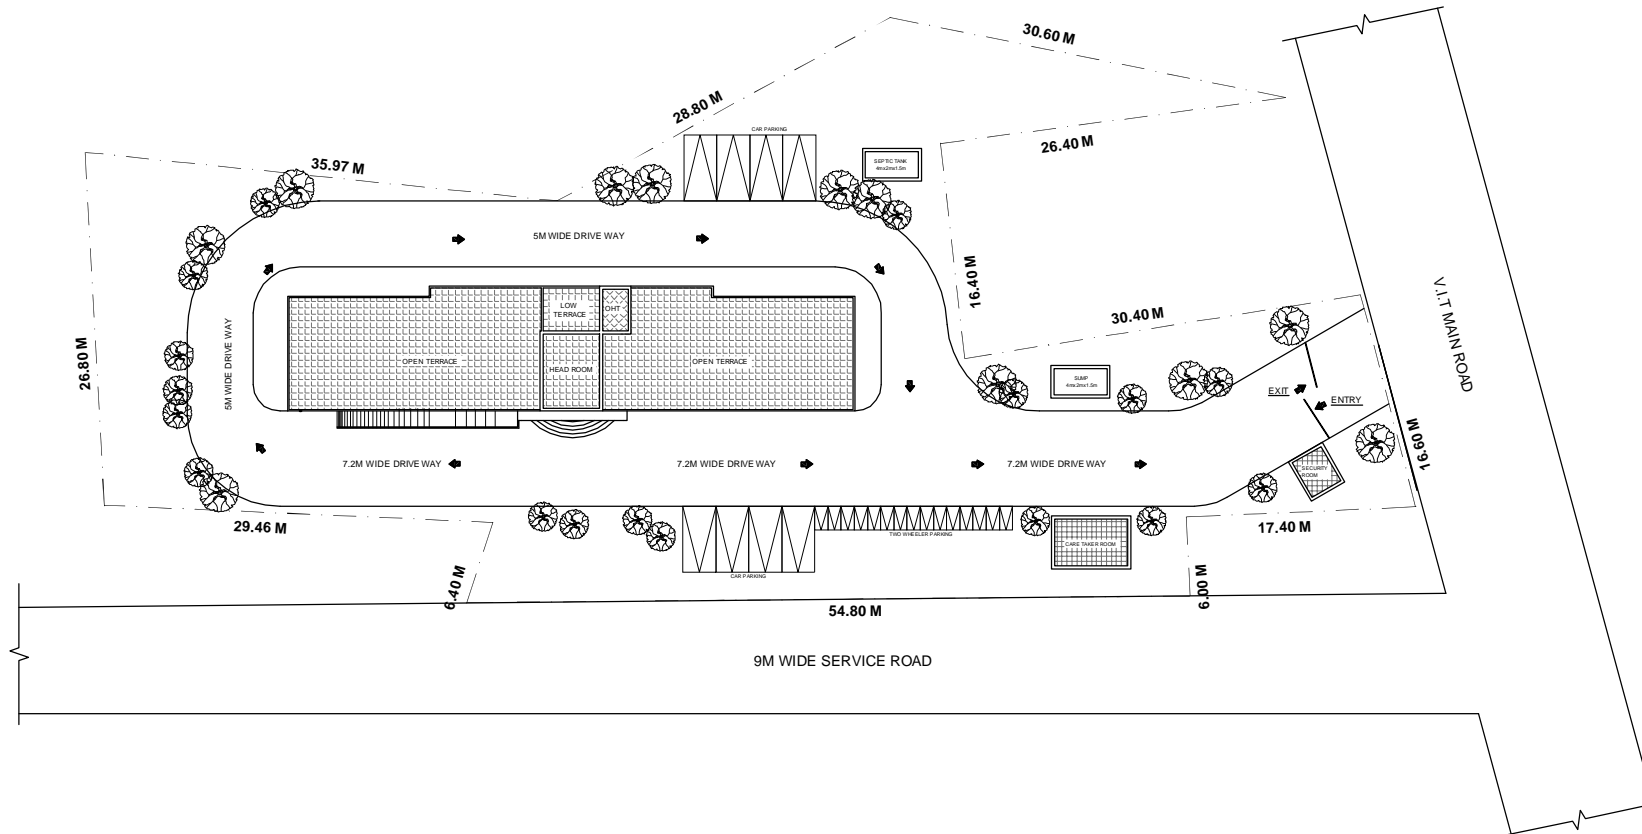 30.60 M
28.80 M
CAR PARKING
26.40 M
SEPTIC TANK
4mx2mx1.5m
35.97 M
5M WIDE DRIVE WAY
16.40 M
V.I.T MAIN ROAD
LOW
TERRACE
OHT
30.40 M
26.80 M
5M WIDE DRIVE WAY
OPEN TERRACE
HEAD ROOM
OPEN TERRACE
SUMP
4mx2mx1.5m
EXIT
ENTRY
16.60 M
7.2M WIDE DRIVE WAY
7.2M WIDE DRIVE WAY
7.2M WIDE DRIVE WAY
SECURITY
ROOM
29.46 M
17.40 M
TWO WHEELER PARKING
CARE TAKER ROOM
CAR PARKING
6.40 M
6.00 M
54.80 M
9M WIDE SERVICE ROAD